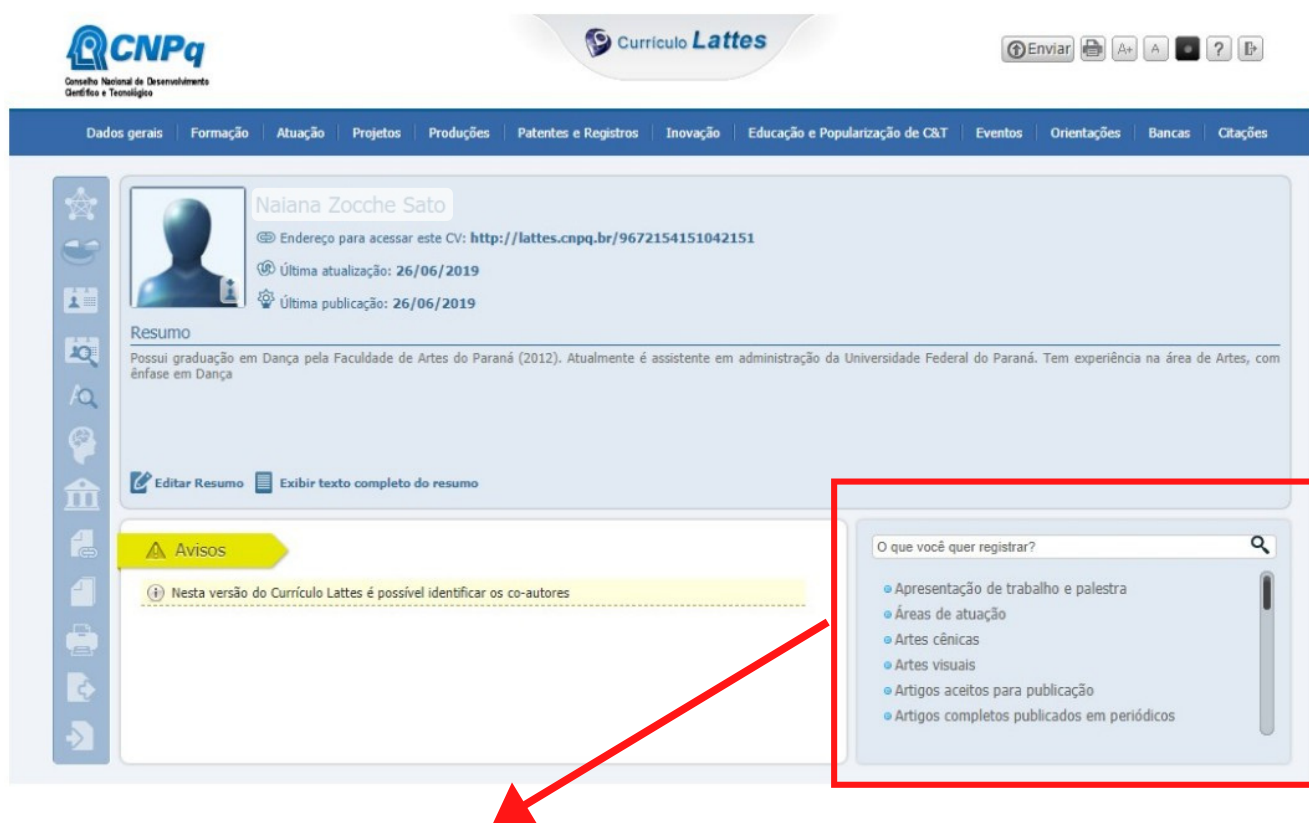 CNPq
Conselho Nacional de Desenvolvimento
Científico e Tecnológico
Currículo Lattes
Enviar A+ A ?
Dados gerais Formação Atuação Projetos Produções Patentes e Registros Inovação Educação e Popularização de C&T Eventos Orientações Bancas Citações
Naiana Zocche Sato
Endereço para acessar este CV: http://lattes.cnpq.br/9672154151042151
Última atualização: 26/06/2019
Última publicação: 26/06/2019
Resumo
Possui graduação em Dança pela Faculdade de Artes do Paraná (2012). Atualmente é assistente em administração da Universidade Federal do Paraná. Tem experiência na área de Artes, com
ênfase em Dança
Editar Resumo Exibir texto completo do resumo
Avisos
Nesta versão do Currículo Lattes é possível identificar os co-autores
O que você quer registrar?
Apresentação de trabalho e palestra
Áreas de atuação
Artes cênicas
Artes visuais
Artigos aceitos para publicação
Artigos completos publicados em periódicos